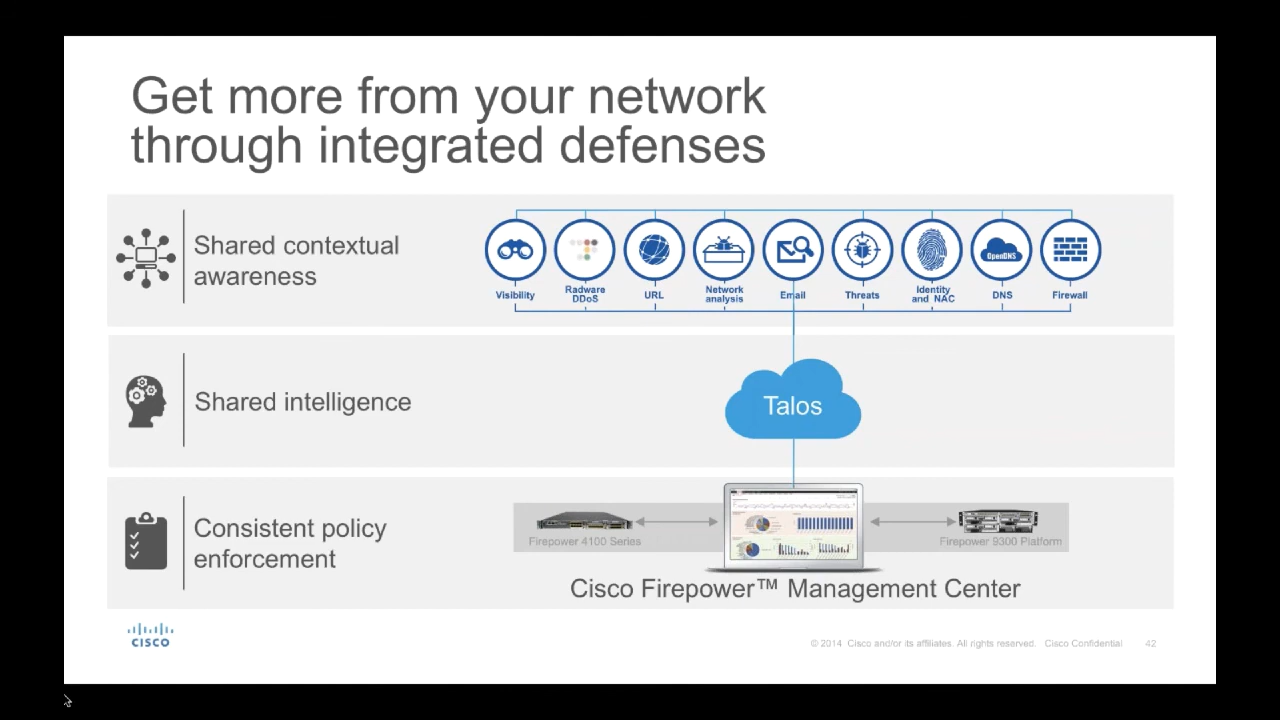 Get more from your network
through integrated defenses
Shared contextual
awareness
OpenDNS
Visibility
Radware
DDoS
URL
Network
analysis
Email
Threats
Identity
and NAC
DNS
Firewall
Shared intelligence
Talos
Consistent policy
enforcement
Firepower 4100 Series
Firepower 9300 Platform
Cisco Firepower™ Management Center
CISCO
© 2014 Cisco and/or its affiliates. All rights reserved. Cisco Confidential 42